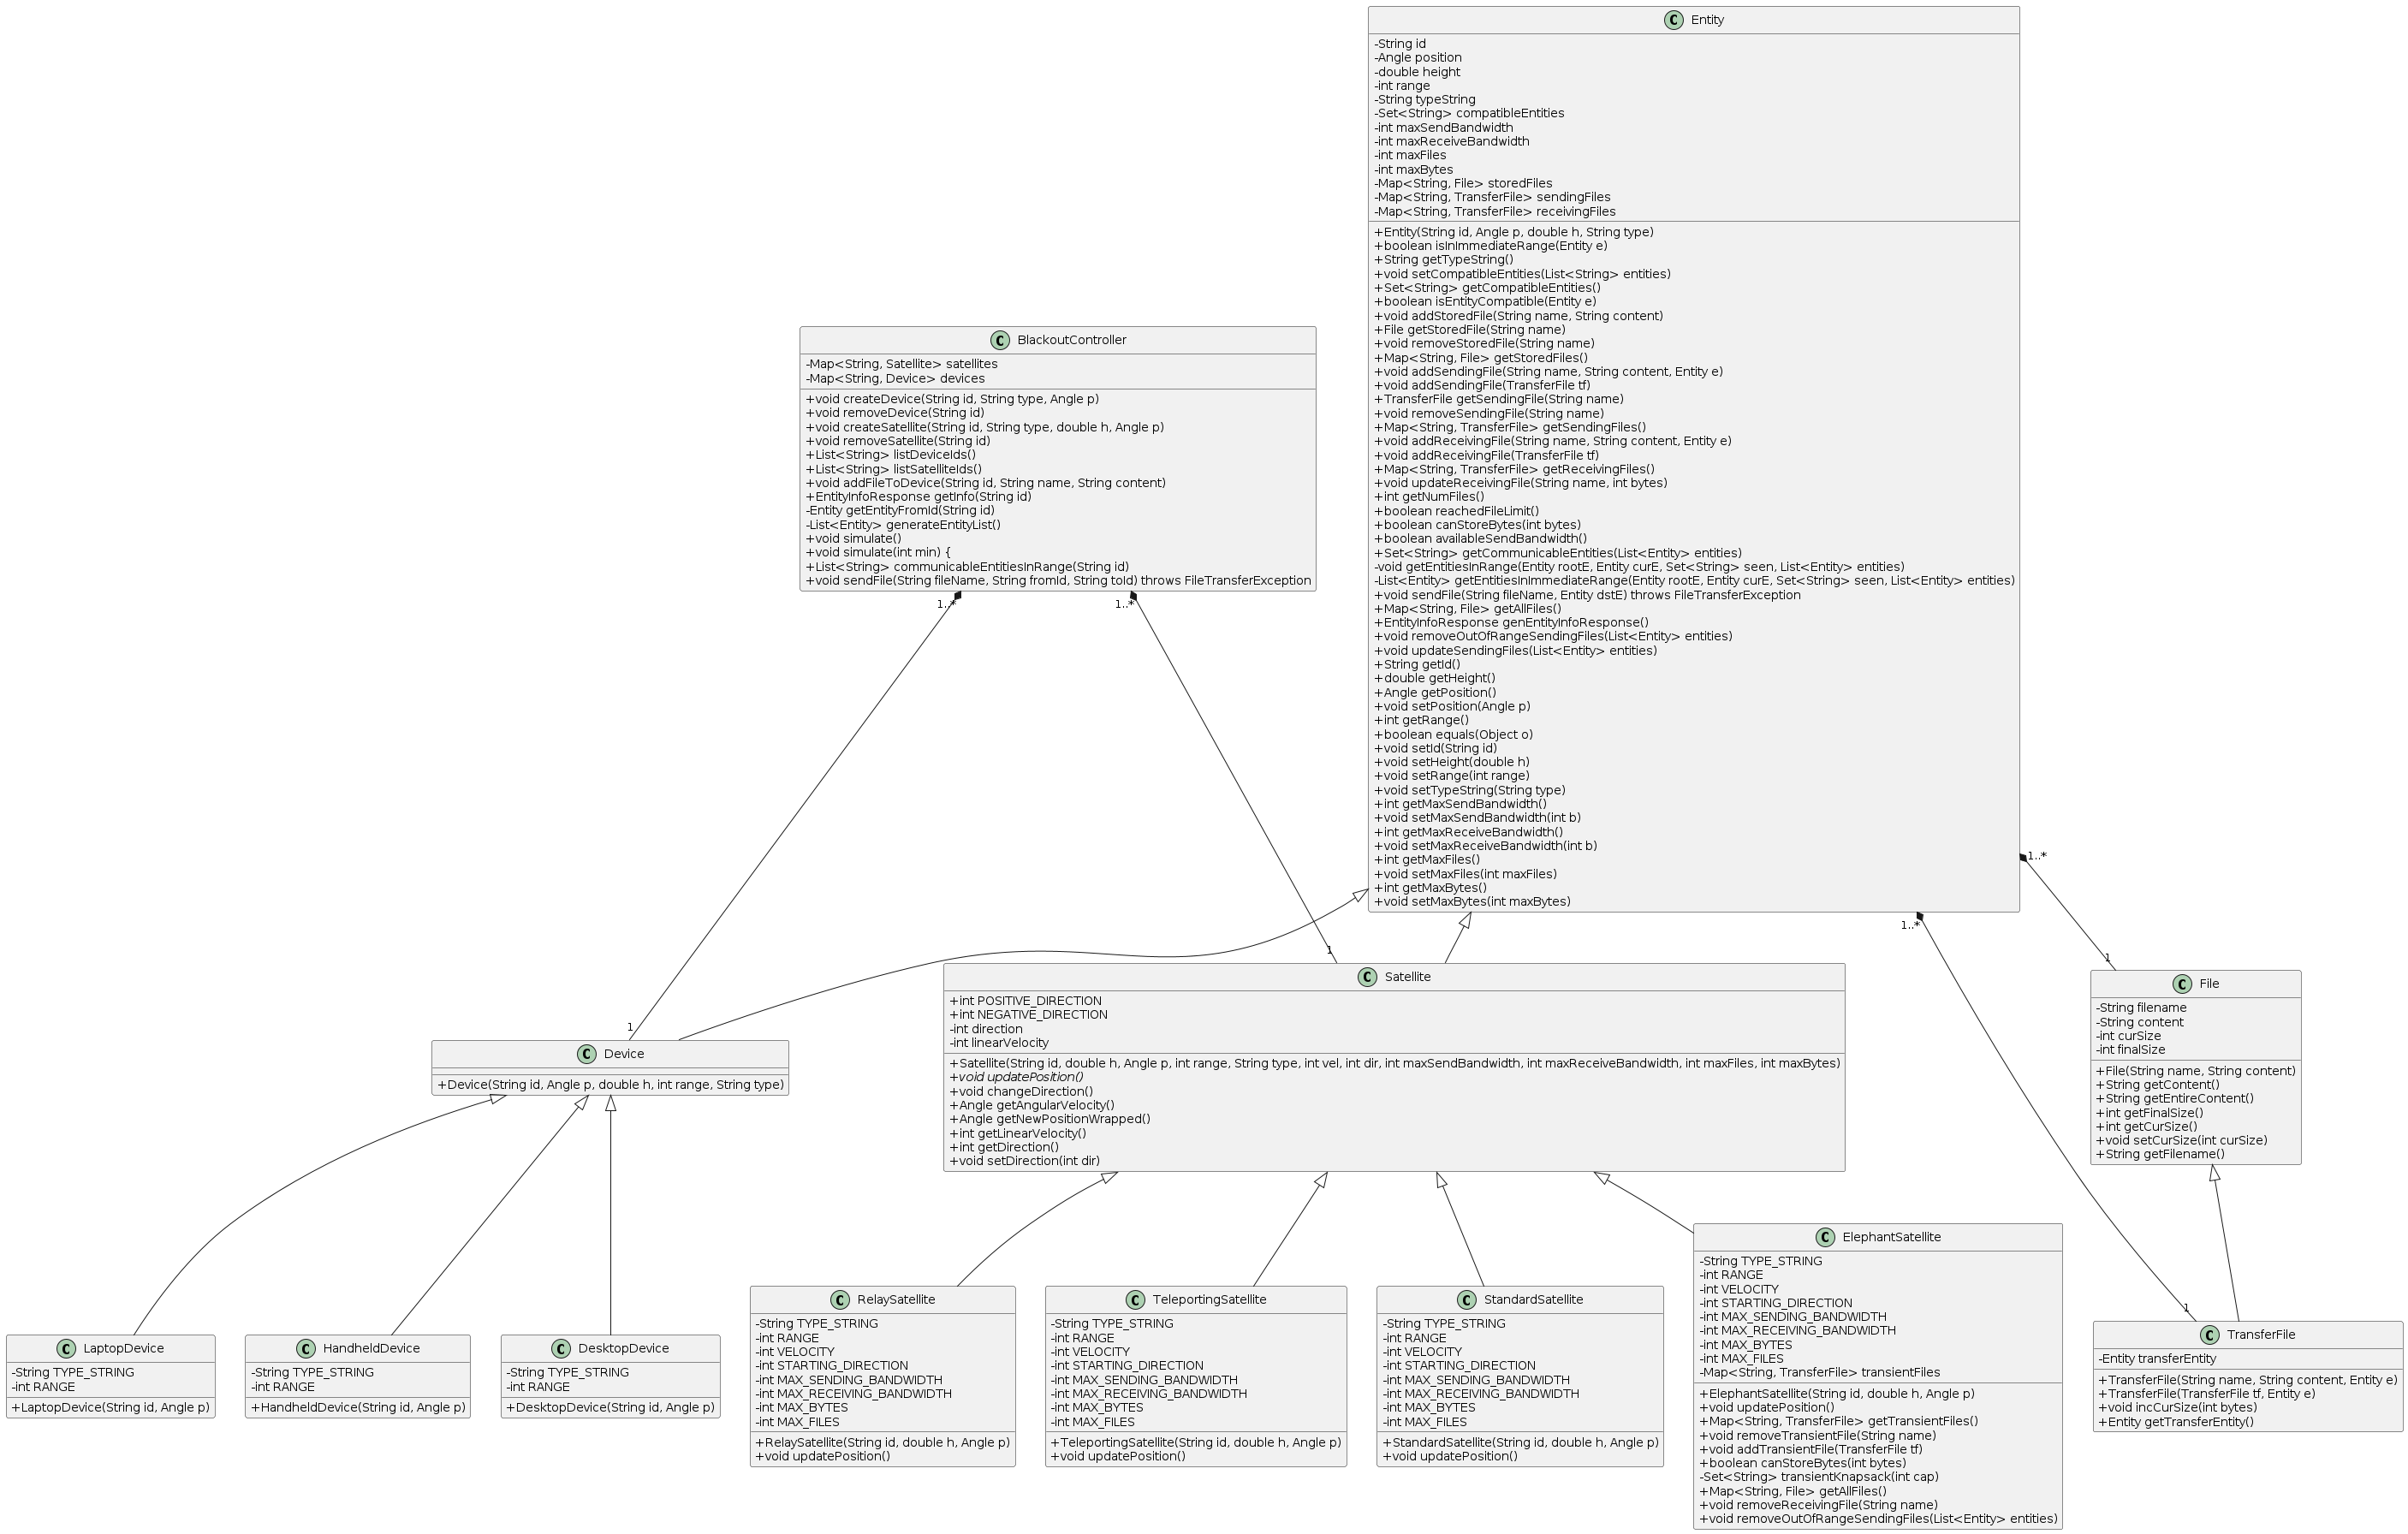 C Entity
-String id
-Angle position
-double height
-int range
-String typeString
-Set<String> compatibleEntities
-int maxSendBandwidth
-int maxReceiveBandwidth
-int maxFiles
-int maxBytes
-Map<String, File> storedFiles
-Map<String, TransferFile> sendingFiles
-Map<String, TransferFile> receivingFiles
+Entity(String id, Angle p, double h, String type)
+boolean isInImmediateRange(Entity e)
+String getTypeString()
+void setCompatibleEntities(List<String> entities)
+Set<String> getCompatibleEntities()
+boolean isEntityCompatible(Entity e)
+void addStoredFile(String name, String content)
+File getStoredFile(String name)
+void removeStoredFile(String name)
+Map<String, File> getStoredFiles()
+void addSendingFile(String name, String content, Entity e)
+void addSendingFile(TransferFile tf)
+TransferFile getSendingFile(String name)
+void removeSendingFile(String name)
+Map<String, TransferFile> getSendingFiles()
+void addReceivingFile(String name, String content, Entity e)
+void addReceivingFile(TransferFile tf)
+Map<String, TransferFile> getReceivingFiles()
+void updateReceivingFile(String name, int bytes)
+int getNumFiles()
+boolean reachedFileLimit()
+boolean canStoreBytes(int bytes)
+boolean availableSendBandwidth()
+Set<String> getCommunicableEntities(List<Entity> entities)
-void getEntitiesInRange(Entity rootE, Entity curE, Set<String> seen, List<Entity> entities)
-List<Entity> getEntitiesInImmediateRange(Entity rootE, Entity curE, Set<String> seen, List<Entity> entities)
+void sendFile(String fileName, Entity dstE) throws FileTransferException
+Map<String, File> getAllFiles()
+EntityInfoResponse genEntityInfoResponse()
+void removeOutOfRangeSendingFiles(List<Entity> entities)
+void updateSendingFiles(List<Entity> entities)
+String getId()
+double getHeight()
+Angle getPosition()
+void setPosition(Angle p)
+int getRange()
+boolean equals(Object o)
+void setId(String id)
+void setHeight(double h)
+void setRange(int range)
+void setTypeString(String type)
+int getMaxSendBandwidth()
+void setMaxSendBandwidth(int b)
+int getMaxReceiveBandwidth()
+void setMaxReceiveBandwidth(int b)
+int getMaxFiles()
+void setMaxFiles(int maxFiles)
+int getMaxBytes()
+void setMaxBytes(int maxBytes)
C BlackoutController
-Map<String, Satellite> satellites
-Map<String, Device> devices
+void createDevice(String id, String type, Angle p)
+void removeDevice(String id)
+void createSatellite(String id, String type, double h, Angle p)
+void removeSatellite(String id)
+List<String> listDeviceIds()
+List<String> listSatelliteIds()
+void addFileToDevice(String id, String name, String content)
+EntityInfoResponse getInfo(String id)
-Entity getEntityFromId(String id)
-List<Entity> generateEntityList()
+void simulate()
+void simulate(int min) {
+List<String> communicableEntitiesInRange(String id)
+void sendFile(String fileName, String fromId, String toId) throws FileTransferException
1..*
1..*
1..*
1..*
1
1
1
1
C Device
+Device(String id, Angle p, double h, int range, String type)
C Satellite
+int POSITIVE_DIRECTION
+int NEGATIVE_DIRECTION
-int direction
-int linearVelocity
+Satellite(String id, double h, Angle p, int range, String type, int vel, int dir, int maxSendBandwidth, int maxReceiveBandwidth, int maxFiles, int maxBytes)
+void updatePosition()
+void changeDirection()
+Angle getAngularVelocity()
+Angle getNewPositionWrapped()
+int getLinearVelocity()
+int getDirection()
+void setDirection(int dir)
C File
-String filename
-String content
-int curSize
-int finalSize
+File(String name, String content)
+String getContent()
+String getEntireContent()
+int getFinalSize()
+int getCurSize()
+void setCurSize(int curSize)
+String getFilename()
C LaptopDevice
-String TYPE_STRING
-int RANGE
+LaptopDevice(String id, Angle p)
C HandheldDevice
-String TYPE_STRING
-int RANGE
+HandheldDevice(String id, Angle p)
C DesktopDevice
-String TYPE_STRING
-int RANGE
+DesktopDevice(String id, Angle p)
C RelaySatellite
-String TYPE_STRING
-int RANGE
-int VELOCITY
-int STARTING_DIRECTION
-int MAX_SENDING_BANDWIDTH
-int MAX_RECEIVING_BANDWIDTH
-int MAX_BYTES
-int MAX_FILES
+RelaySatellite(String id, double h, Angle p)
+void updatePosition()
C TeleportingSatellite
-String TYPE_STRING
-int RANGE
-int VELOCITY
-int STARTING_DIRECTION
-int MAX_SENDING_BANDWIDTH
-int MAX_RECEIVING_BANDWIDTH
-int MAX_BYTES
-int MAX_FILES
+TeleportingSatellite(String id, double h, Angle p)
+void updatePosition()
C StandardSatellite
-String TYPE_STRING
-int RANGE
-int VELOCITY
-int STARTING_DIRECTION
-int MAX_SENDING_BANDWIDTH
-int MAX_RECEIVING_BANDWIDTH
-int MAX_BYTES
-int MAX_FILES
+StandardSatellite(String id, double h, Angle p)
+void updatePosition()
C ElephantSatellite
-String TYPE_STRING
-int RANGE
-int VELOCITY
-int STARTING_DIRECTION
-int MAX_SENDING_BANDWIDTH
-int MAX_RECEIVING_BANDWIDTH
-int MAX_BYTES
-int MAX_FILES
-Map<String, TransferFile> transientFiles
+ElephantSatellite(String id, double h, Angle p)
+void updatePosition()
+Map<String, TransferFile> getTransientFiles()
+void removeTransientFile(String name)
+void addTransientFile(TransferFile tf)
+boolean canStoreBytes(int bytes)
-Set<String> transientKnapsack(int cap)
+Map<String, File> getAllFiles()
+void removeReceivingFile(String name)
+void removeOutOfRangeSendingFiles(List<Entity> entities)
C TransferFile
-Entity transferEntity
+TransferFile(String name, String content, Entity e)
+TransferFile(TransferFile tf, Entity e)
+void incCurSize(int bytes)
+Entity getTransferEntity()